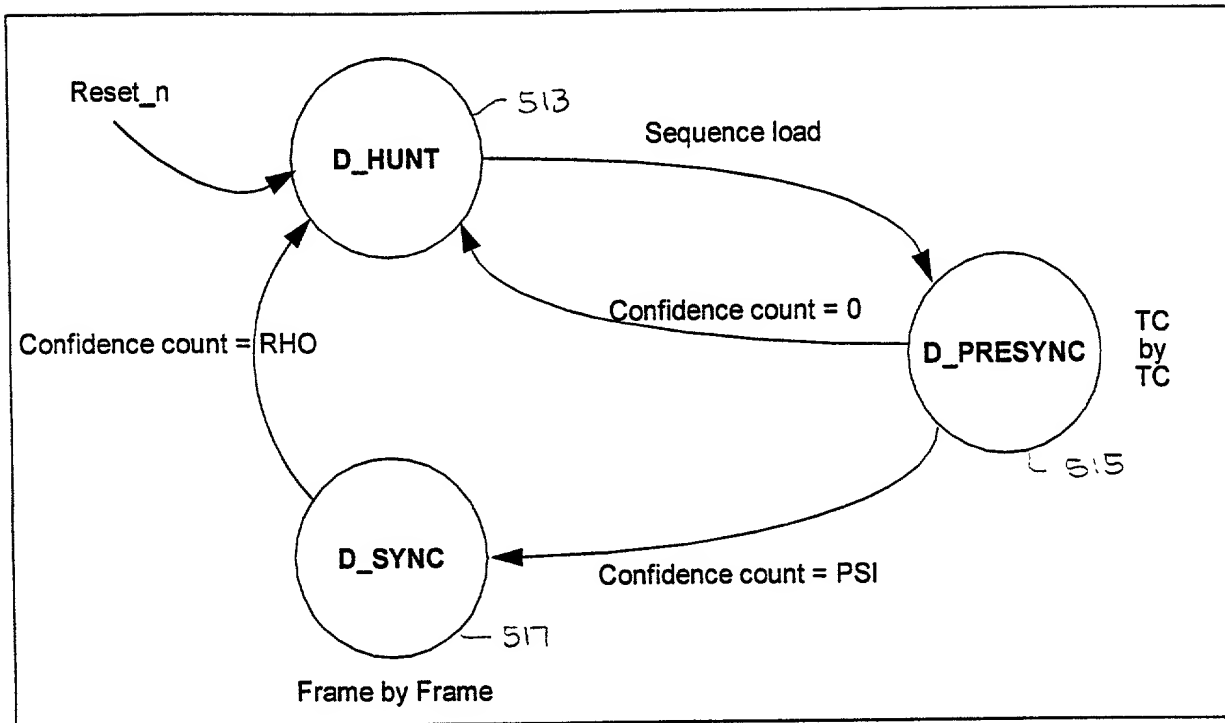 Reset_n
513
Sequence load
D_HUNT
Confidence count = 0
Confidence count = RHO
D_PRESYNC
TC
by
TC
515
D_SYNC
Confidence count = PSI
517
Frame by Frame